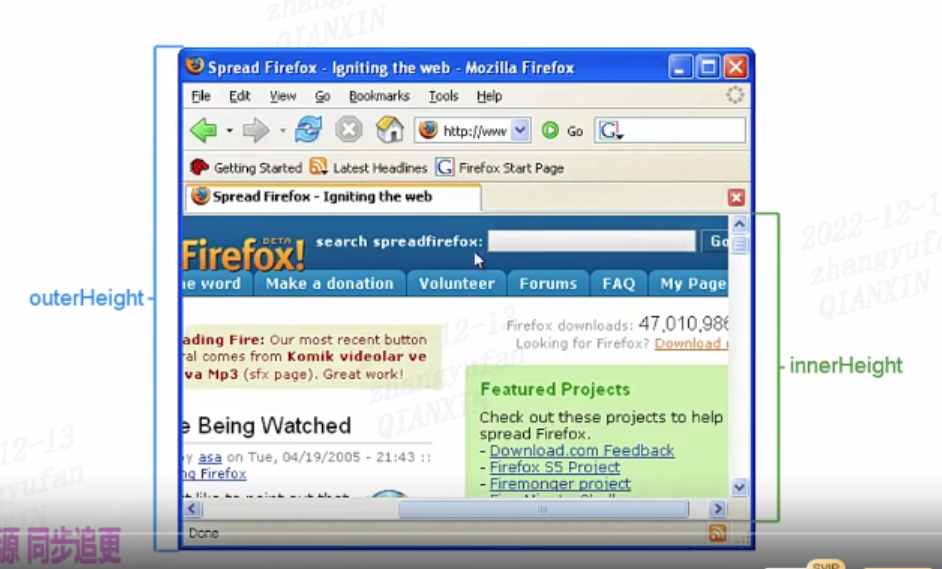 zhangyufan
QIANXIN
Spread Firefox - Igniting the web - Mozilla Firefox
File Edit View Go Bookmarks Tools Help
http://www Go G
Getting Started Latest Headlines G Firefox Start Page
Spread Firefox - Igniting the web
Firefox! BETA search spreadfirefox: Go
2022-12-1
zhangyufan
QIANXIN
ne word Make a donation Volunteer Forums FAQ My Page
outerHeight
12-13
zhangyufan
QIANXIN
Firefox downloads: 47,010,986
Looking for Firefox? Download
ading Fire: Our most recent button
ral comes from Komik videolar ve
va Mp3 (sfx page). Great work!
innerHeight
Featured Projects
Check out these projects to help
spread Firefox.
- Download.com Feedback
- Firefox S5 Project
- Firemonger project
e Being Watched
y asa on Tue, 04/19/2005 - 21:43 ::
ng Firefox
12-13
yufan
Done
源 同步追更
SVIP